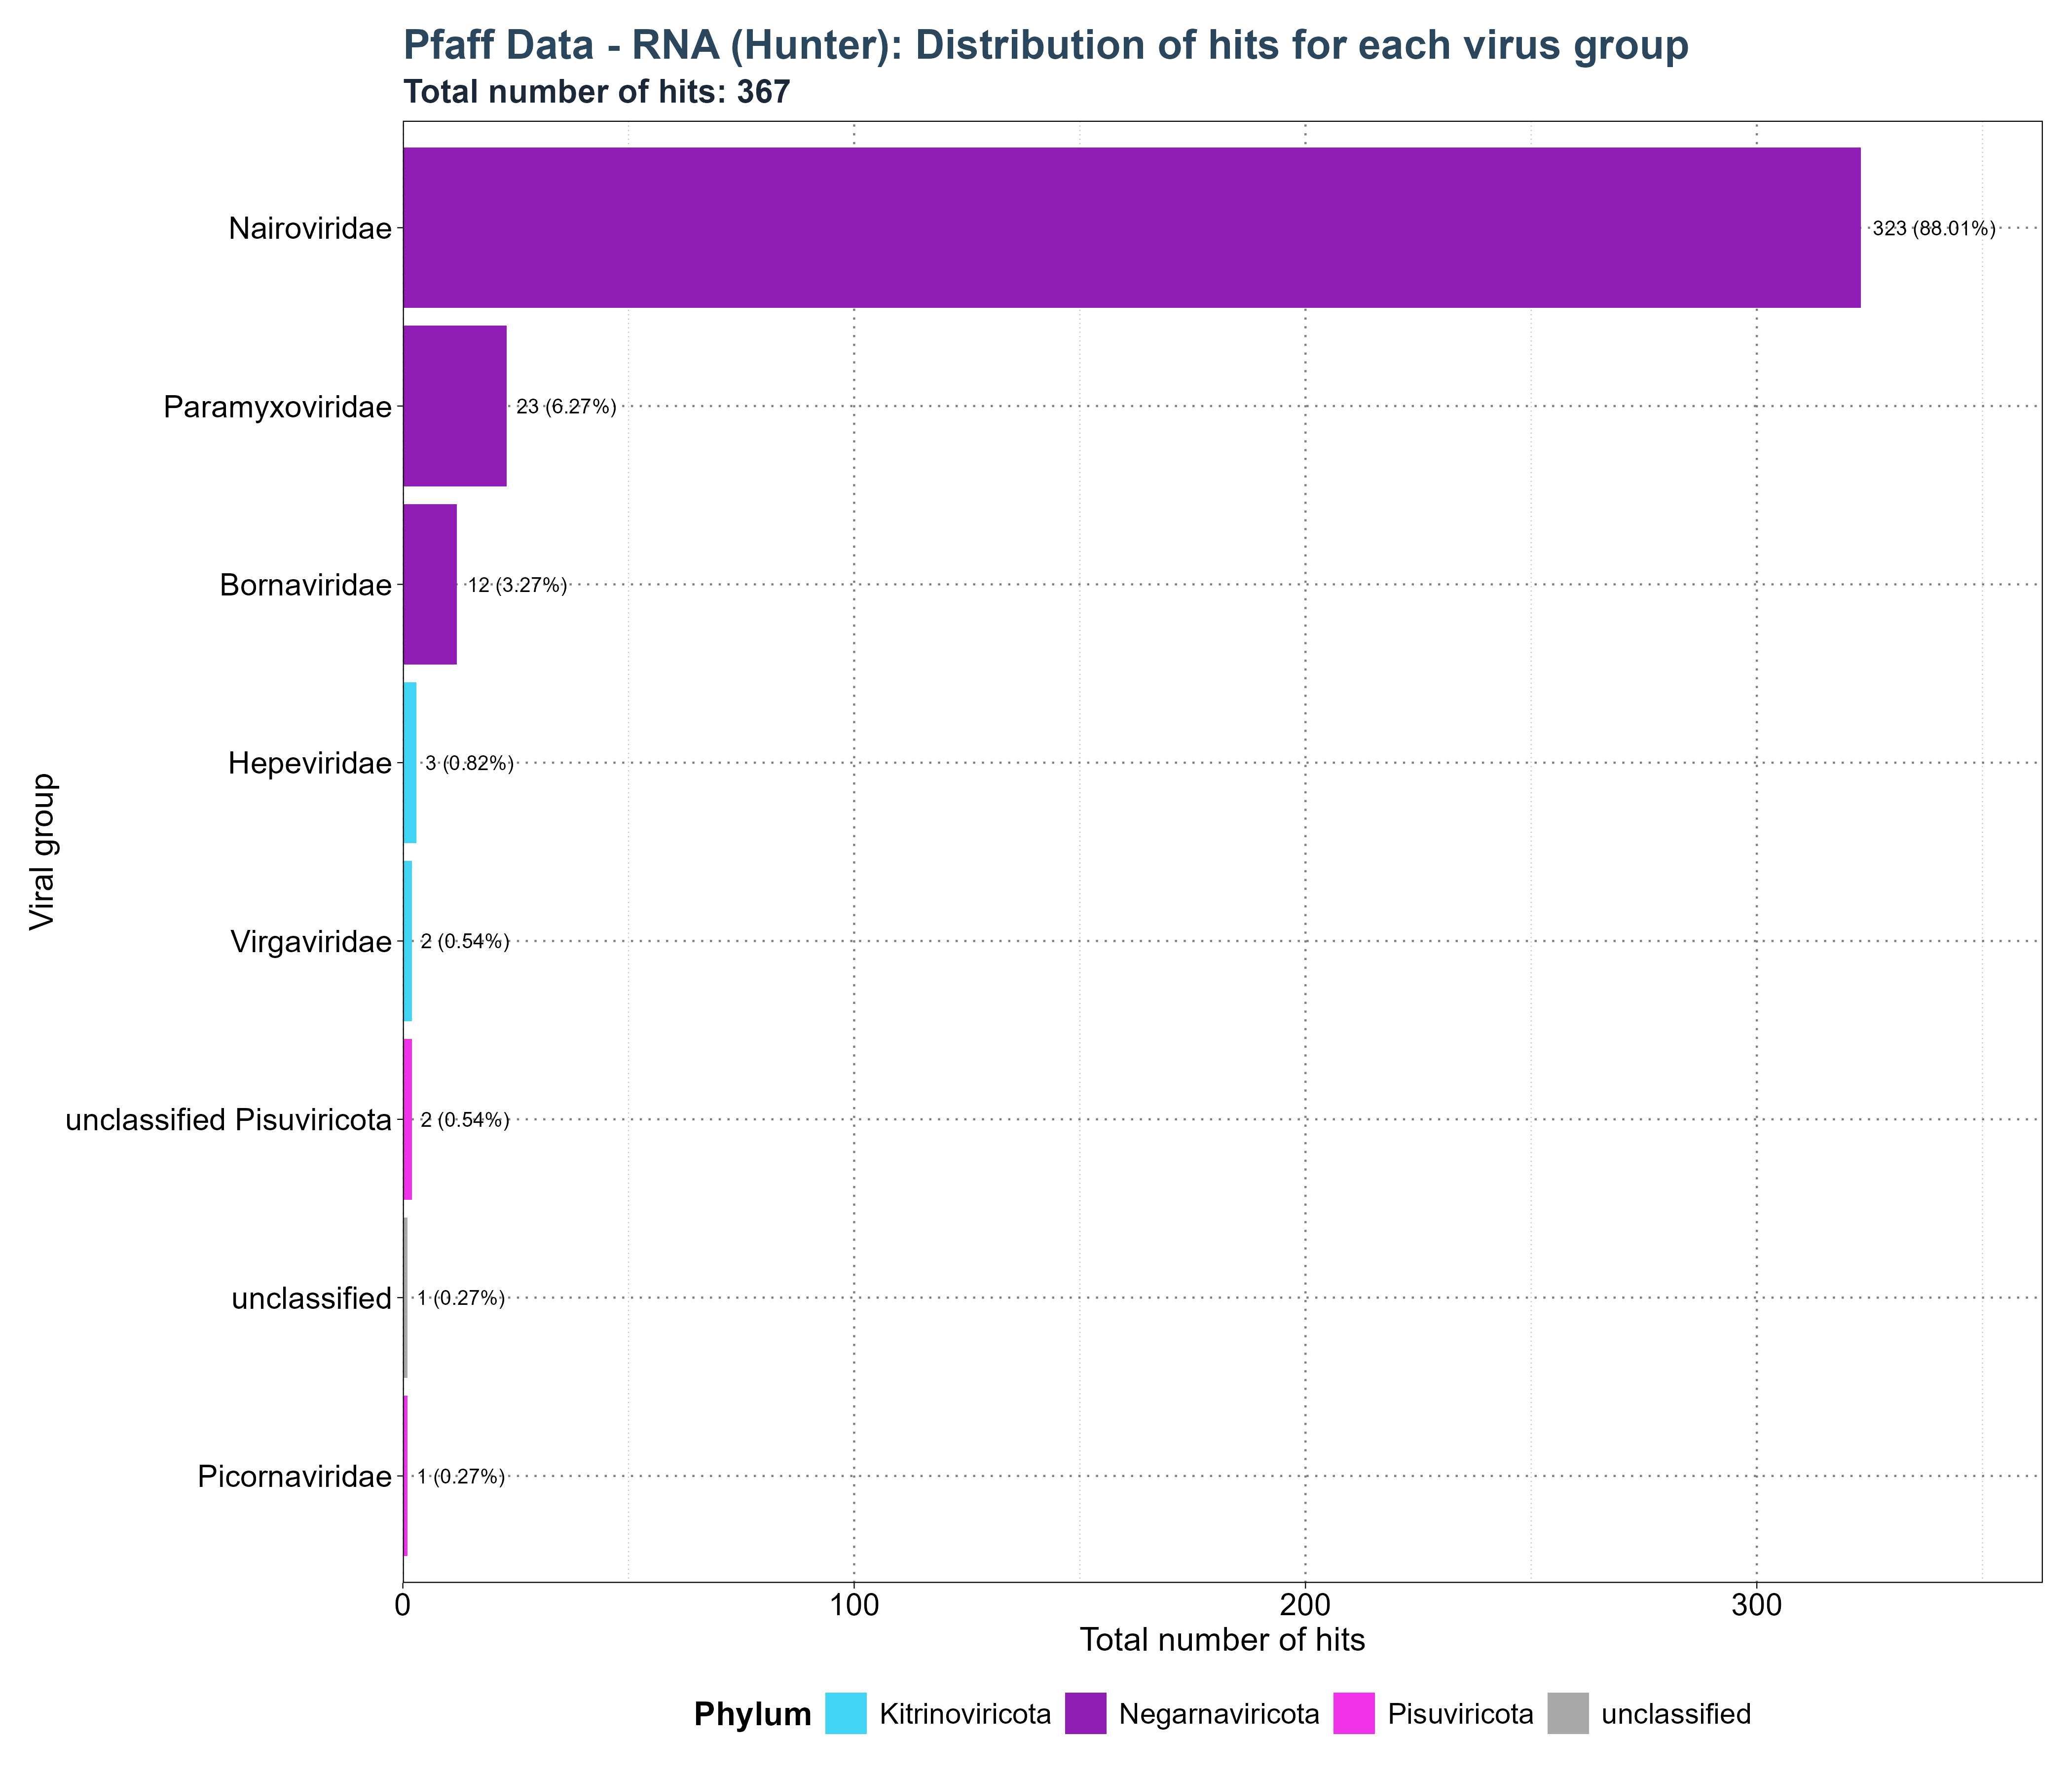 Pfaff Data - RNA (Hunter): Distribution of hits for each virus group
Total number of hits: 367
Viral group
Nairoviridae 323 (88.01%)
Paramyxoviridae 23 (6.27%)
Bornaviridae 12 (3.27%)
Hepeviridae 3 (0.82%)
Virgaviridae 2 (0.54%)
unclassified Pisuviricota 2 (0.54%)
unclassified 1 (0.27%)
Picornaviridae 1 (0.27%)
0 100 200 300
Total number of hits
Phylum Kitrinoviricota Negarnaviricota Pisuviricota unclassified